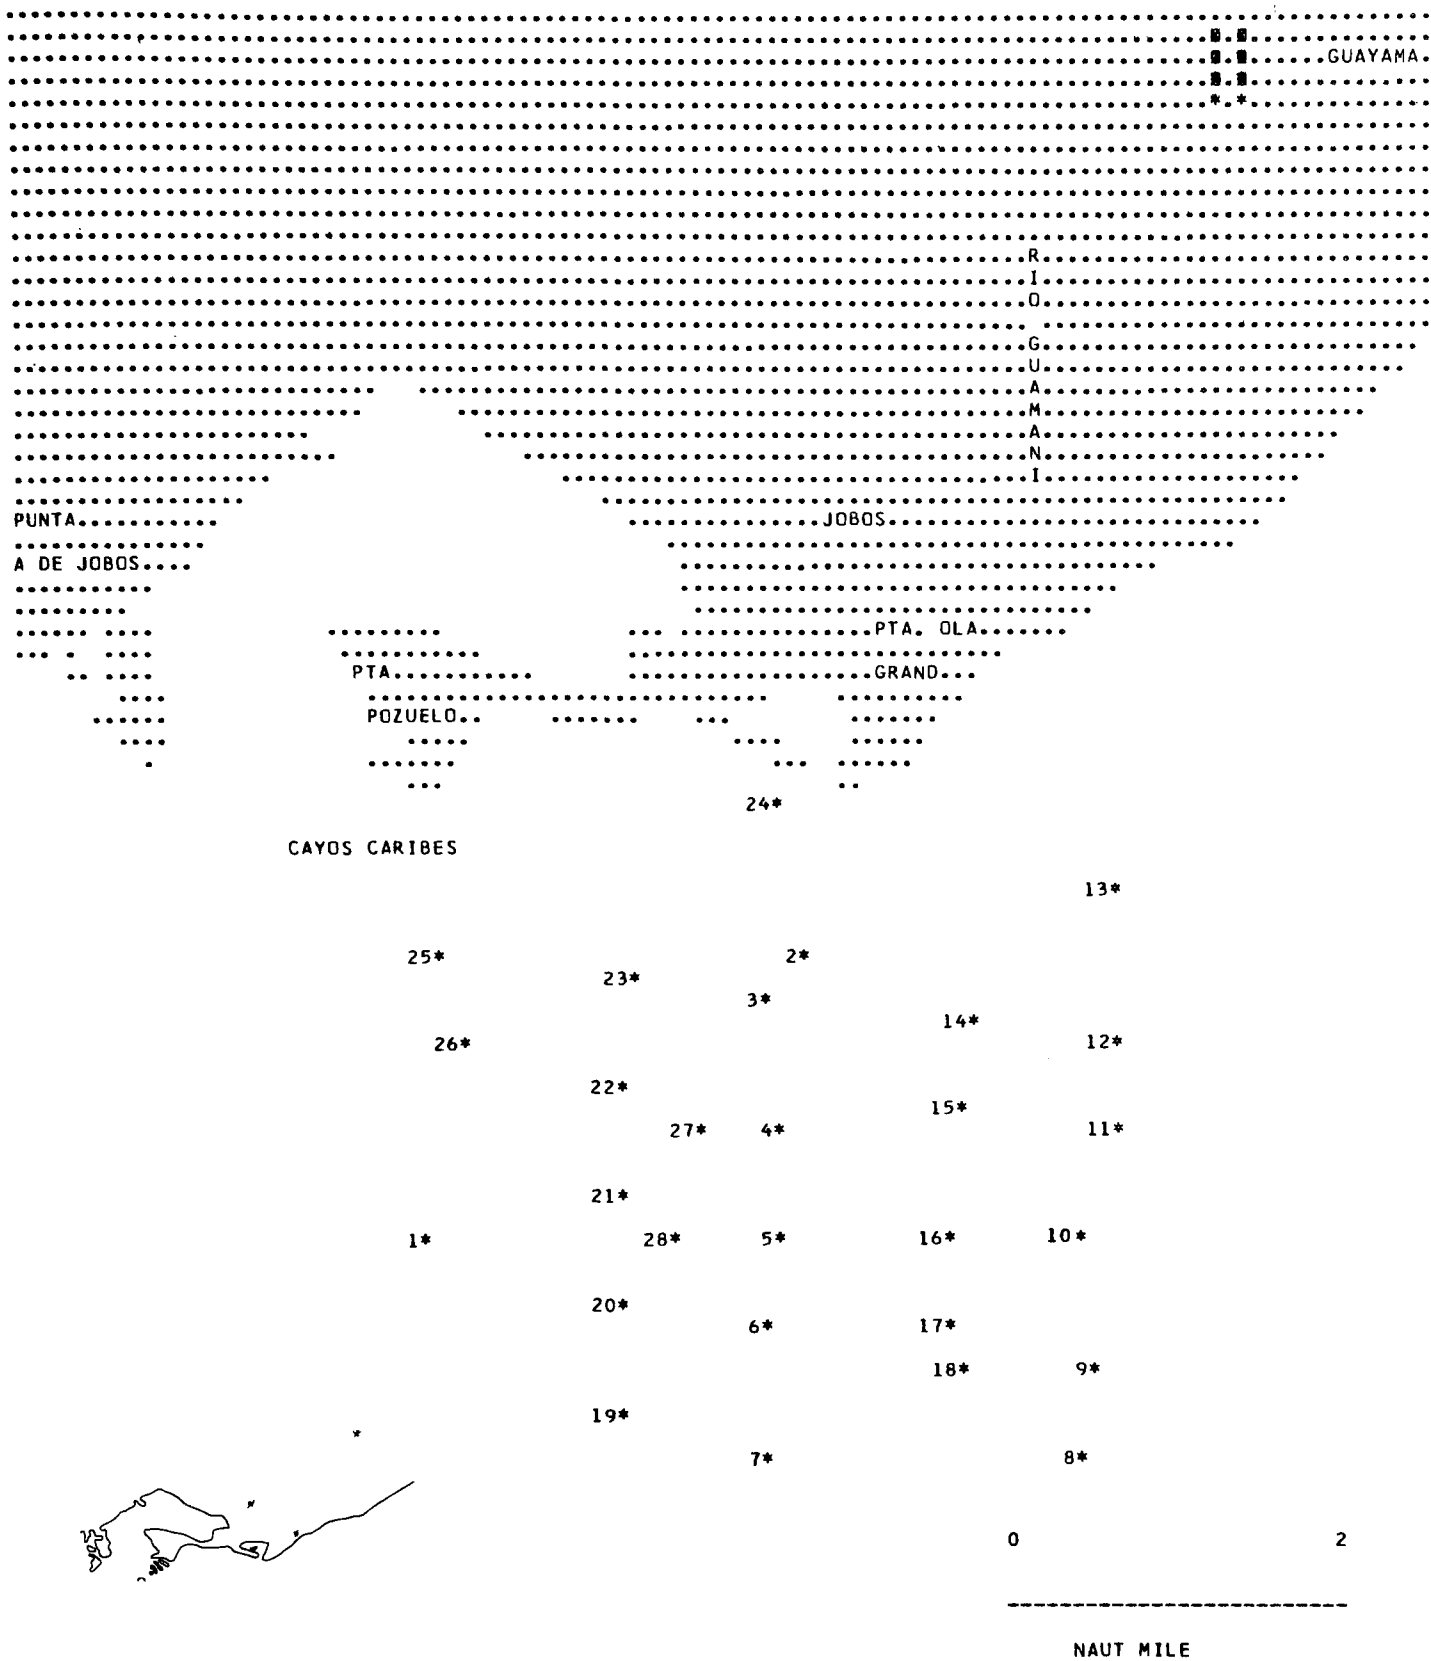 GUAYAMA
R
I
O
G
U
A
M
A
N
I
PUNTA JOBOS
A DE JOBOS
PTA. OLA
PTA GRAND
POZUELO
24*
CAYOS CARIBES
13*
25* 2*
23*
3*
14*
26* 12*
22*
15*
27* 4* 11*
21*
1* 28* 5* 16* 10*
20*
6* 17*
18* 9*
19*
7* 8*
0 2
NAUT MILE